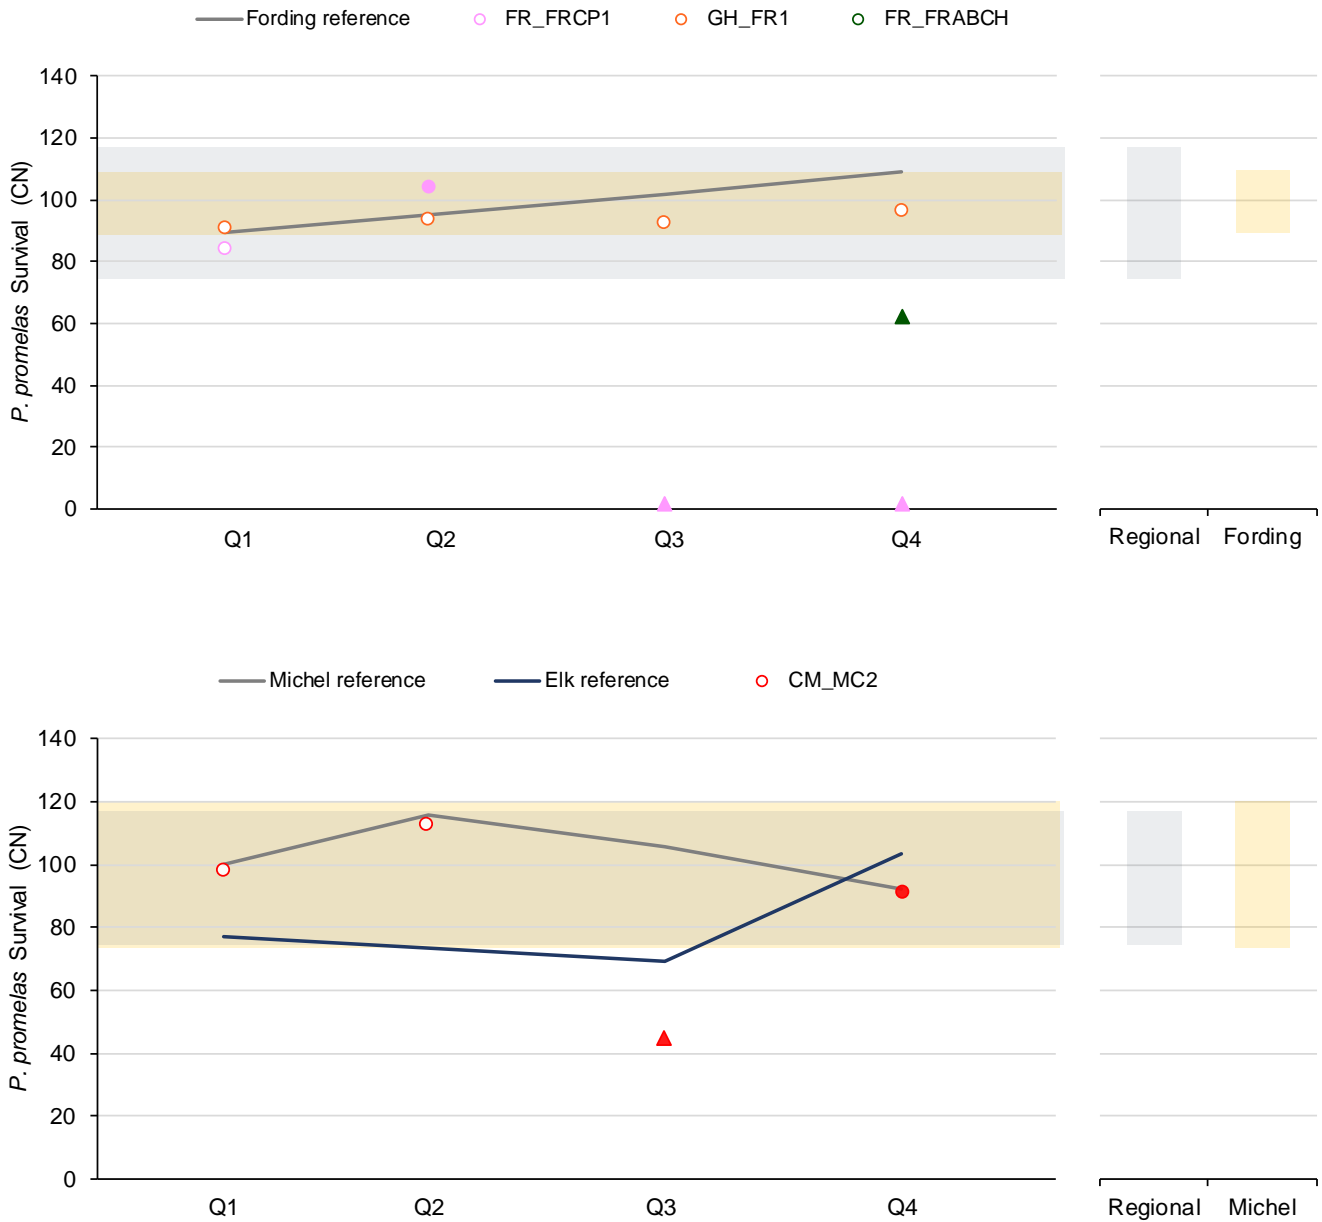 Fording reference FR_FRCP1 GH_FR1 FR_FRABCH
P. promelas Survival (CN)
140
120
100
80
60
40
20
0
Q1 Q2 Q3 Q4 Regional Fording
Michel reference Elk reference CM_MC2
P. promelas Survival (CN)
140
120
100
80
60
40
20
0
Q1 Q2 Q3 Q4 Regional Michel